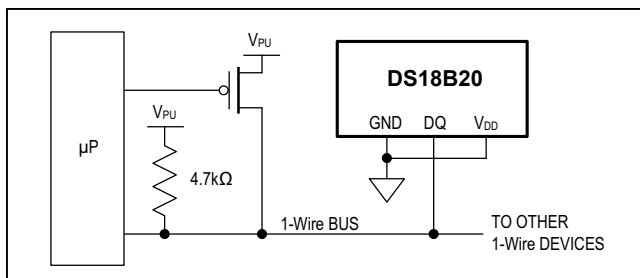 VPU
DS18B20
GND DQ VDD
VPU
µP
4.7kΩ
1-Wire BUS
TO OTHER
1-Wire DEVICES